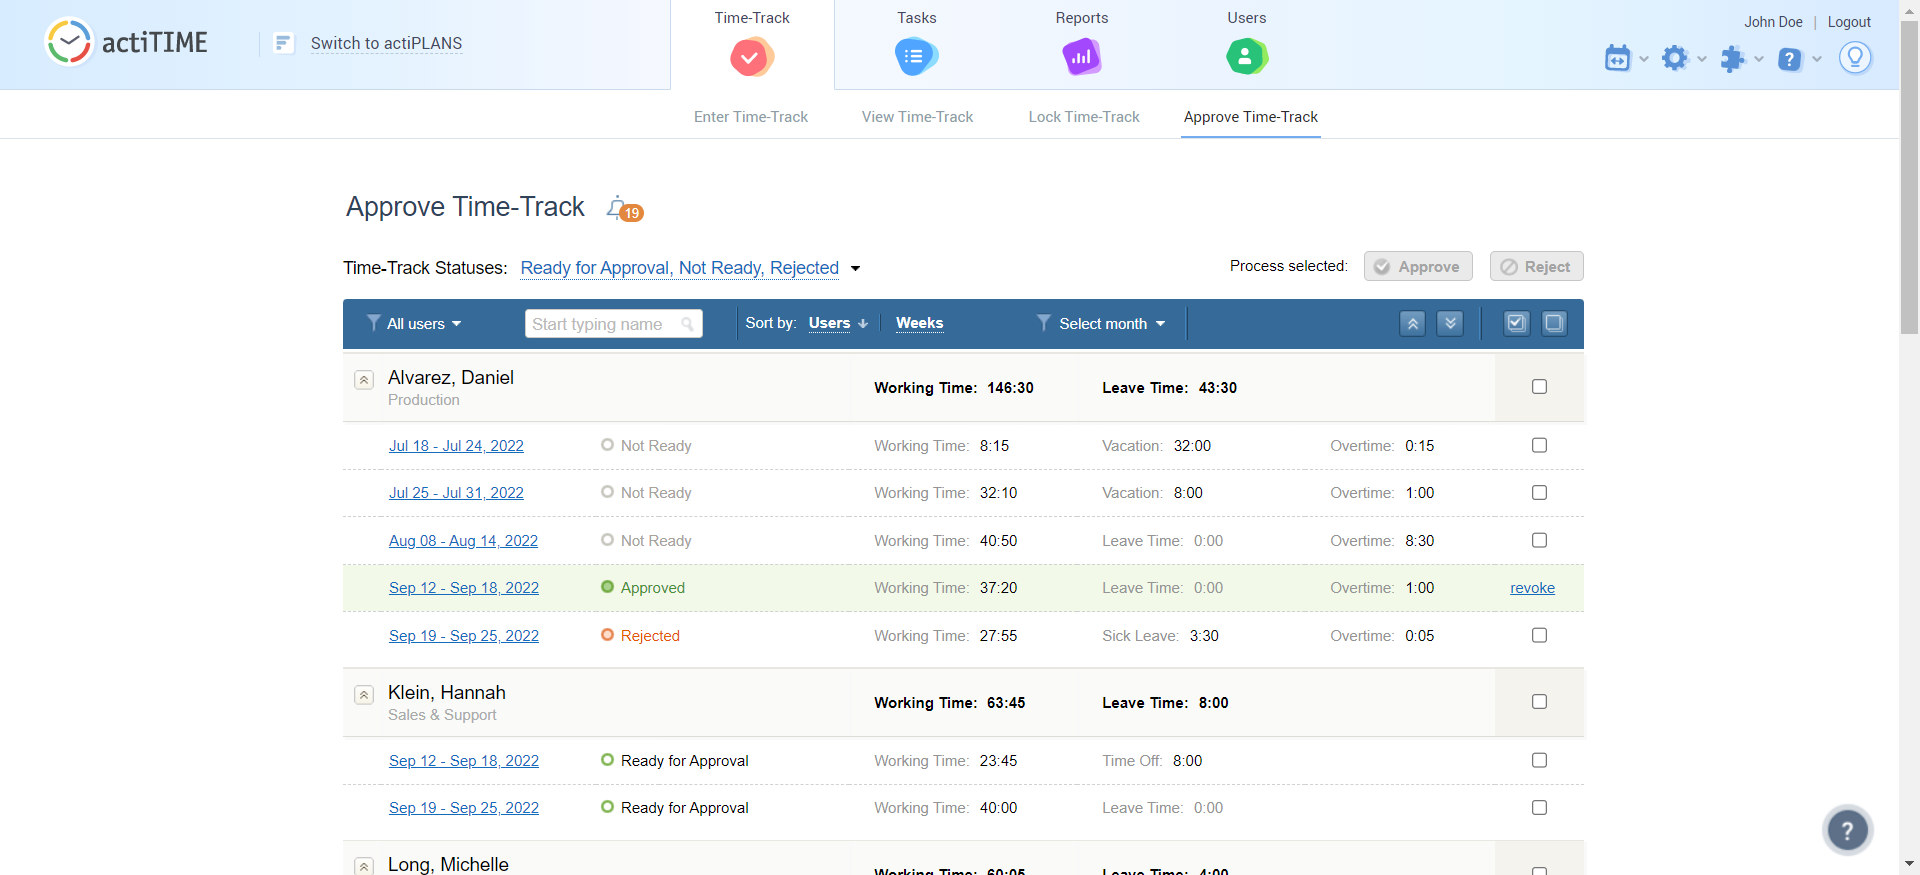 actiTIME
Switch to actiPLANS
Time-Track
Tasks
Reports
Users
John Doe | Logout
Enter Time-Track
View Time-Track
Lock Time-Track
Approve Time-Track
Approve Time-Track 19
Time-Track Statuses: Ready for Approval, Not Ready, Rejected
Process selected: Approve Reject
All users Start typing name Sort by: Users Weeks Select month
Alvarez, Daniel
Production
Working Time: 146:30 Leave Time: 43:30
Jul 18 - Jul 24, 2022 Not Ready Working Time: 8:15 Vacation: 32:00 Overtime: 0:15
Jul 25 - Jul 31, 2022 Not Ready Working Time: 32:10 Vacation: 8:00 Overtime: 1:00
Aug 08 - Aug 14, 2022 Not Ready Working Time: 40:50 Leave Time: 0:00 Overtime: 8:30
Sep 12 - Sep 18, 2022 Approved Working Time: 37:20 Leave Time: 0:00 Overtime: 1:00 revoke
Sep 19 - Sep 25, 2022 Rejected Working Time: 27:55 Sick Leave: 3:30 Overtime: 0:05
Klein, Hannah
Sales & Support
Working Time: 63:45 Leave Time: 8:00
Sep 12 - Sep 18, 2022 Ready for Approval Working Time: 23:45 Time Off: 8:00
Sep 19 - Sep 25, 2022 Ready for Approval Working Time: 40:00 Leave Time: 0:00
Long, Michelle
Working Time: 60:05 Leave Time: 4:00
?